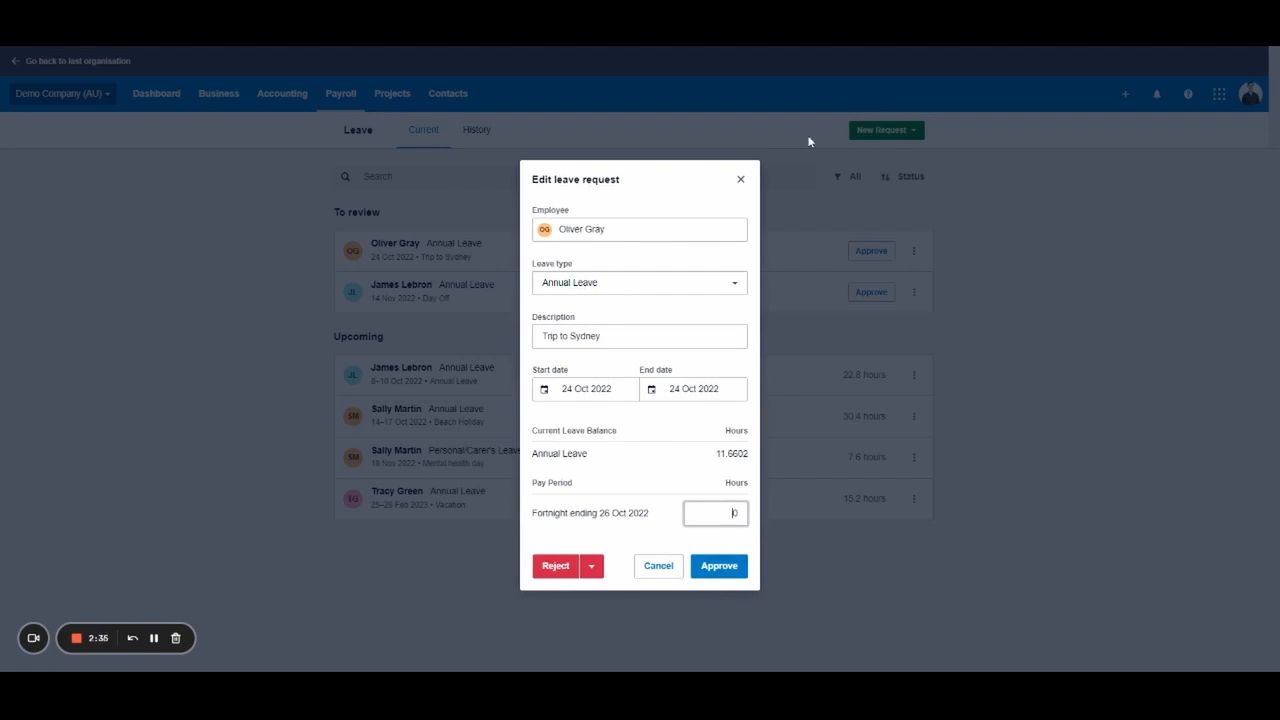 Go back to last organisation
Demo Company (AU)
Dashboard
Business
Accounting
Payroll
Projects
Contacts
Leave
Current
History
New Request
Search
All
Status
To review
OG
Oliver Gray Annual Leave
24 Oct 2022 • Trip to Sydney
Approve
JL
James Lebron Annual Leave
14 Nov 2022 • Day Off
Approve
Upcoming
JL
James Lebron Annual Leave
8–10 Oct 2022 • Annual Leave
22.8 hours
SM
Sally Martin Annual Leave
14–17 Oct 2022 • Beach Holiday
30.4 hours
SM
Sally Martin Personal/Carer's Leave
18 Nov 2022 • Mental health day
7.6 hours
TG
Tracy Green Annual Leave
25–26 Feb 2023 • Vacation
15.2 hours
Edit leave request
Employee
OG Oliver Gray
Leave type
Annual Leave
Description
Trip to Sydney
Start date End date
24 Oct 2022 24 Oct 2022
Current Leave Balance Hours
Annual Leave 11.6602
Pay Period Hours
Fortnight ending 26 Oct 2022 0
Reject Cancel Approve
2:35